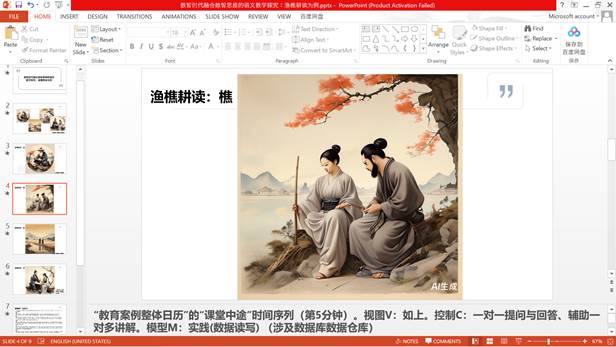 数智时代融合数智思维的语文教学探究：渔樵耕读为例.pptx - PowerPoint (Product Activation Failed)
FILE HOME INSERT DESIGN TRANSITIONS ANIMATIONS SLIDE SHOW REVIEW VIEW 百度网盘 Microsoft account
Paste
Cut
Copy
Format Painter
Clipboard
New
Slide
Layout
Reset
Section
Slides
Font
Text Direction
Align Text
Convert to SmartArt
Paragraph
Arrange
Quick
Styles
Shape Fill
Shape Outline
Shape Effects
Drawing
Find
Replace
Select
Editing
保存到
百度网盘
保存
2
3
4
5
6
7
渔樵耕读：樵
AI生成
“教育案例整体日历”的“课堂中途”时间序列（第5分钟）。视图V：如上。控制C：一对一提问与回答、辅助一
对多讲解。模型M：实践(数据读写) （涉及数据库数据仓库）
SLIDE 4 OF 9 ENGLISH (UNITED STATES) NOTES COMMENTS 67%